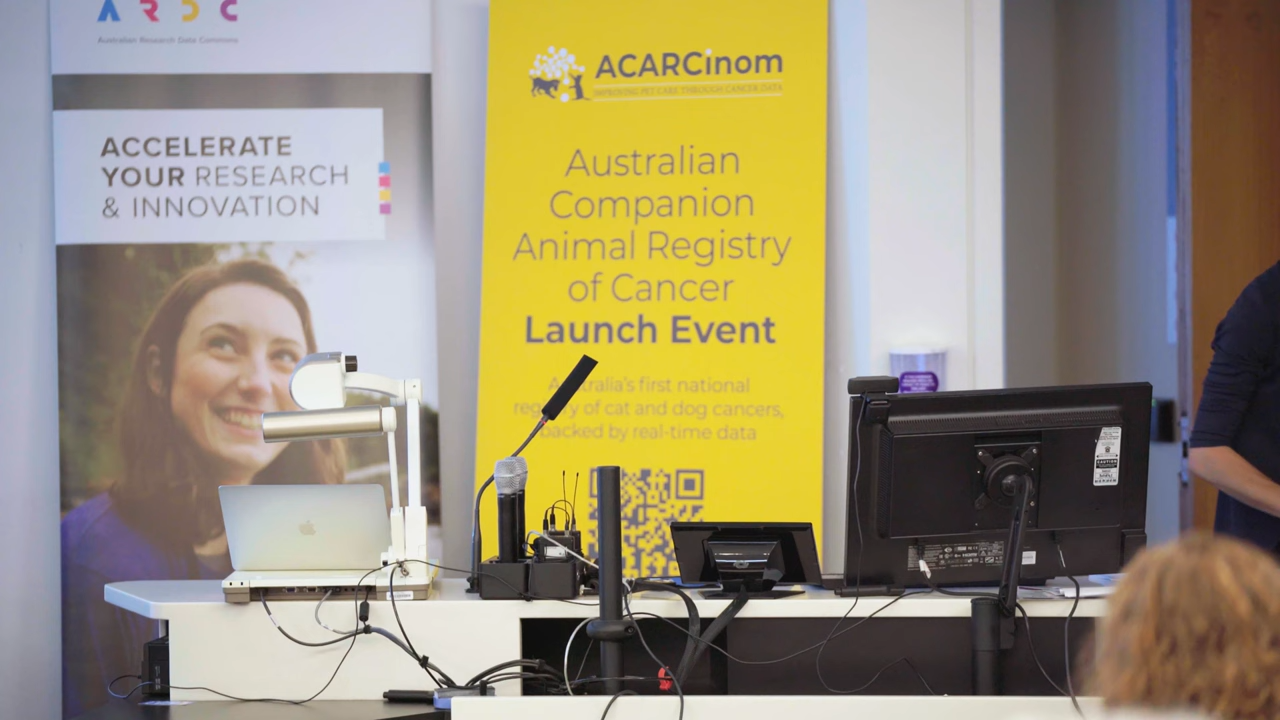 ARDC
Australian Research Data Commons
ACCELERATE
YOUR RESEARCH
& INNOVATION
ACARCinom
IMPROVING PET CARE THROUGH CANCER DATA
Australian
Companion
Animal Registry
of Cancer
Launch Event
Australia's first national
registry of cat and dog cancers,
backed by real-time data
CAUTION